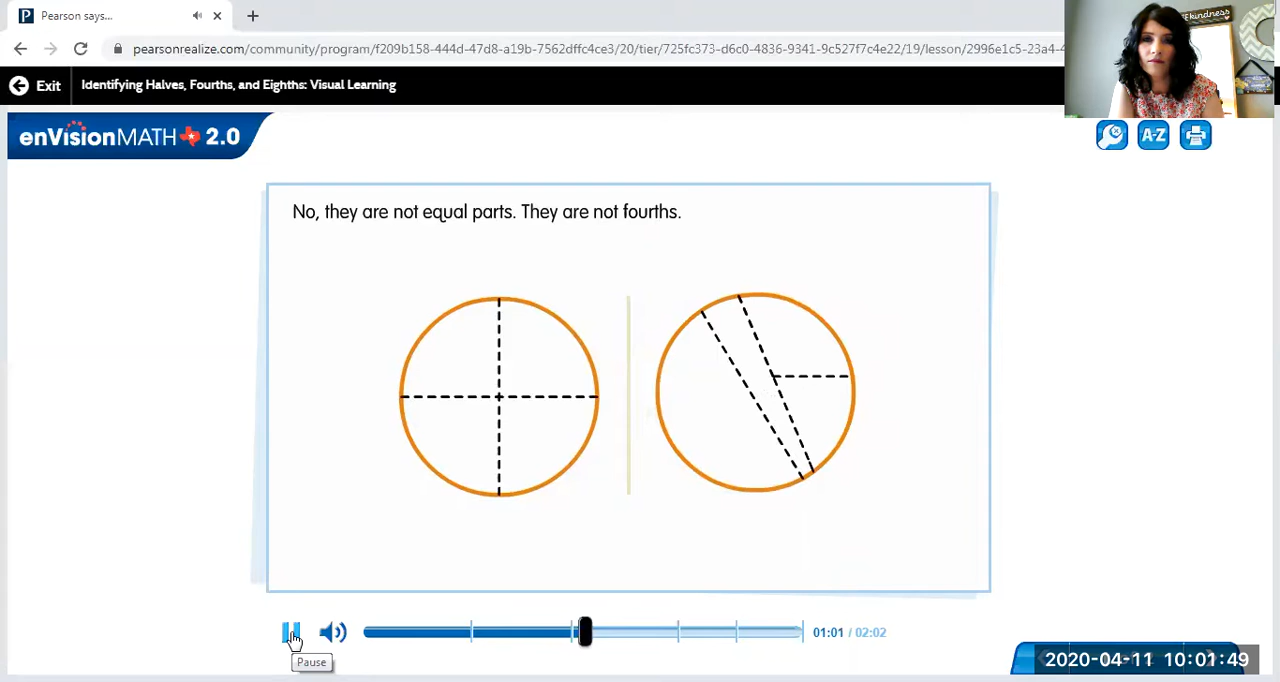 Pearson says...
pearsonrealize.com/community/program/f209b158-444d-47d8-a19b-7562dffc4ce3/20/tier/725fc373-d6c0-4836-9341-9c527f7c4e22/19/lesson/2996e1c5-23a4-4
kindness
Exit
Identifying Halves, Fourths, and Eighths: Visual Learning
enVisionMATH 2.0
A-Z
No, they are not equal parts. They are not fourths.
01:01 / 02:02
Pause
2020-04-11 10:01:49